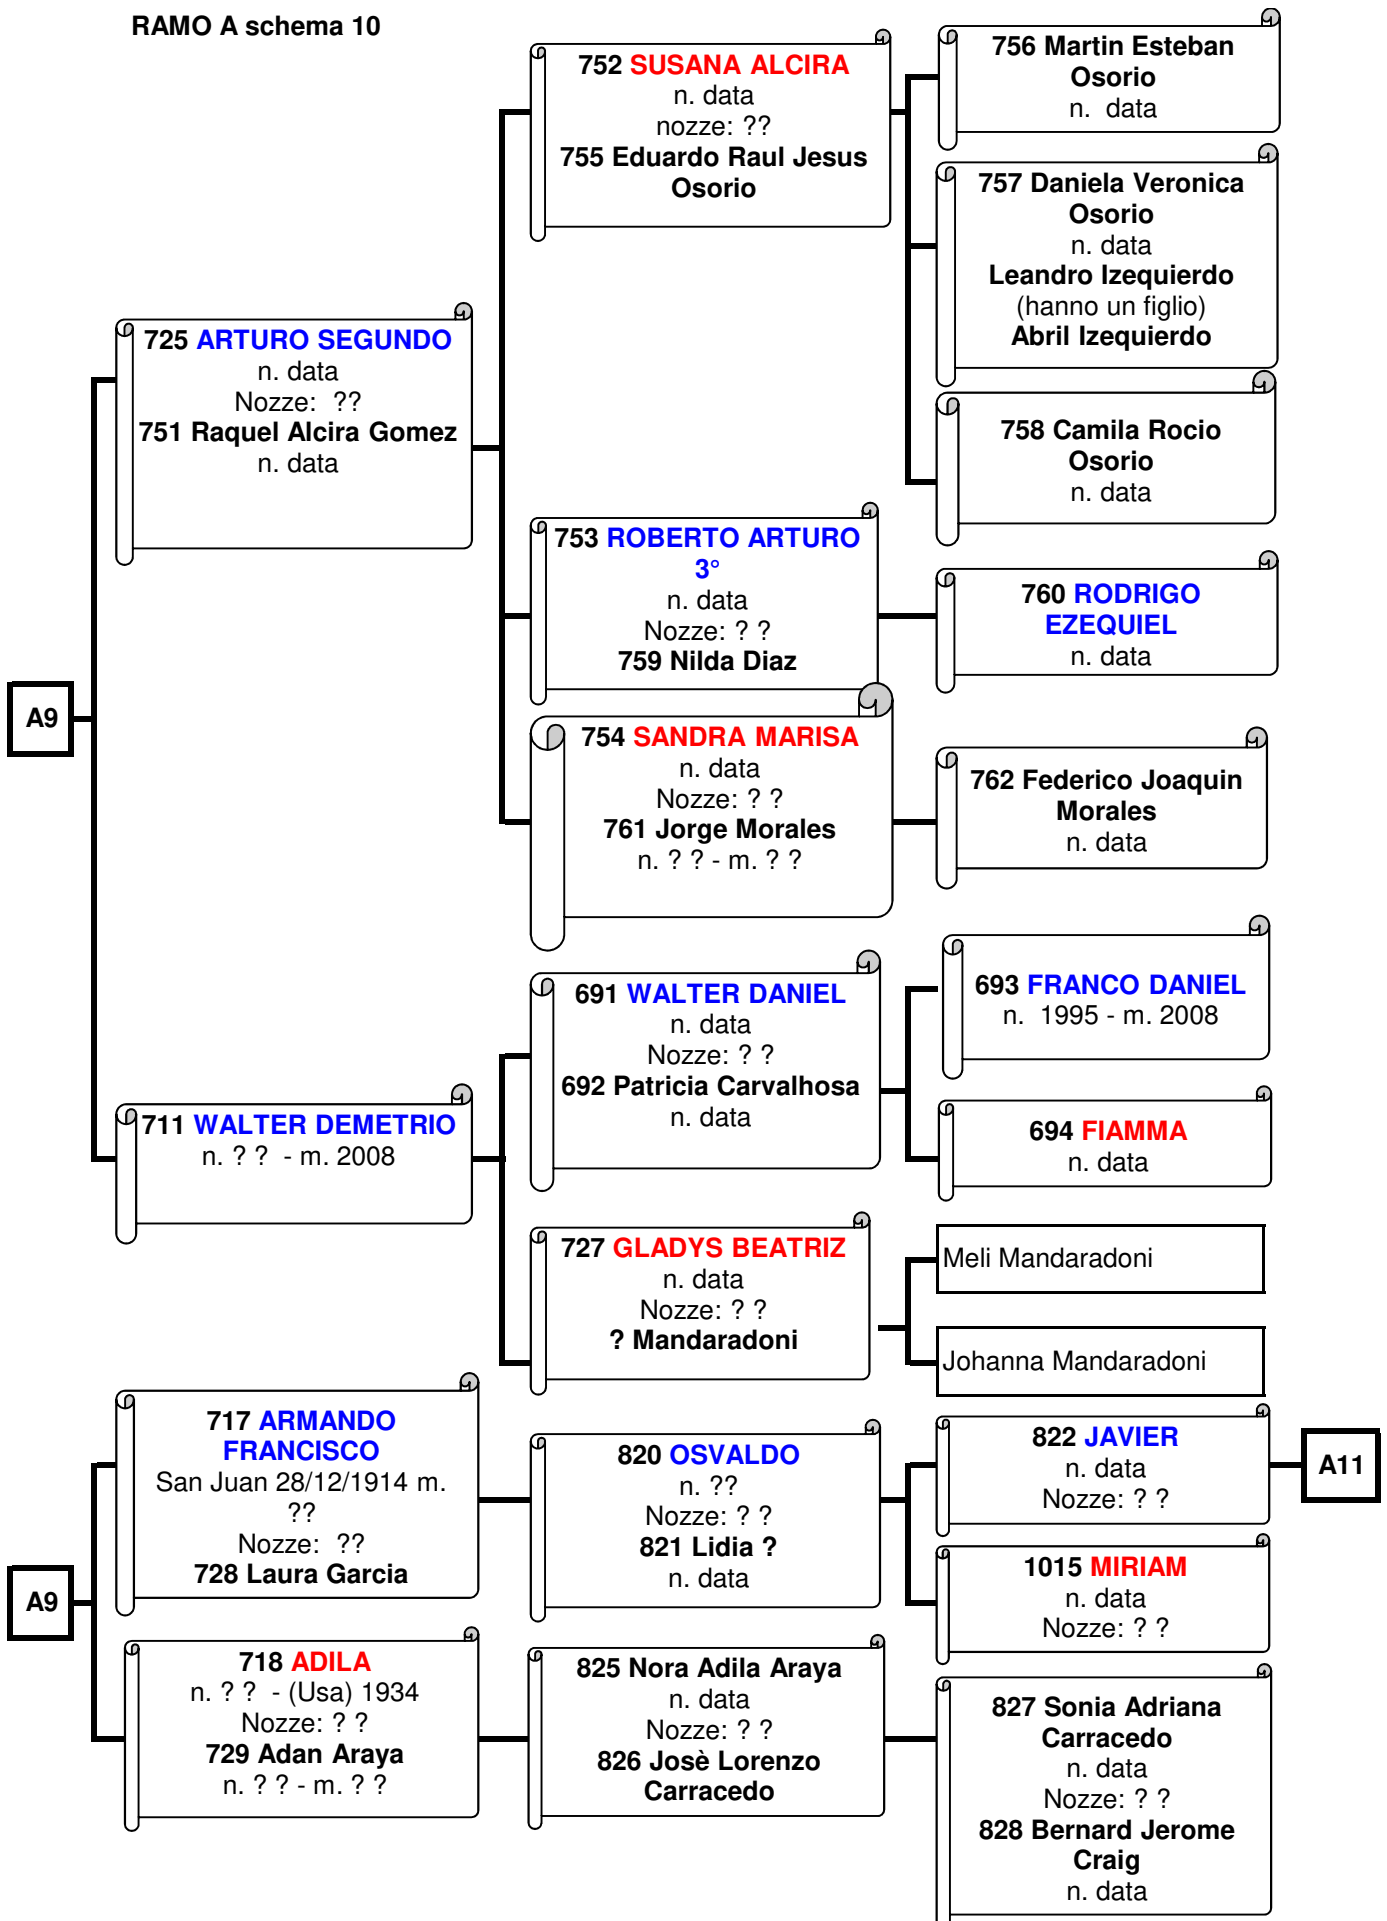 RAMO A schema 10
752 SUSANA ALCIRA
n. data
nozze: ??
755 Eduardo Raul Jesus
Osorio
756 Martin Esteban
Osorio
n.  data
757 Daniela Veronica
Osorio
n. data
Leandro Izequierdo
(hanno un figlio)
Abril Izequierdo
725 ARTURO SEGUNDO
n. data
Nozze:  ??
751 Raquel Alcira Gomez
n. data
758 Camila Rocio
Osorio
n. data
753 ROBERTO ARTURO
3°
n. data
Nozze: ? ?
759 Nilda Diaz
760 RODRIGO
EZEQUIEL
n. data
A9
754 SANDRA MARISA
n. data
Nozze: ? ?
761 Jorge Morales
n. ? ? - m. ? ?
762 Federico Joaquin
Morales
n. data
691 WALTER DANIEL
n. data
Nozze: ? ?
692 Patricia Carvalhosa
n. data
693 FRANCO DANIEL
n.  1995 - m. 2008
711 WALTER DEMETRIO
n. ? ?  - m. 2008
694 FIAMMA
n. data
727 GLADYS BEATRIZ
n. data
Nozze: ? ?
? Mandaradoni
Meli Mandaradoni
Johanna Mandaradoni
717 ARMANDO
FRANCISCO
San Juan 28/12/1914 m.
??
Nozze:  ??
728 Laura Garcia
820 OSVALDO
n. ??
Nozze: ? ?
821 Lidia ?
n. data
822 JAVIER
n. data
Nozze: ? ?
A11
1015 MIRIAM
n. data
Nozze: ? ?
A9
718 ADILA
n. ? ?  - (Usa) 1934
Nozze: ? ?
729 Adan Araya
n. ? ? - m. ? ?
825 Nora Adila Araya
n. data
Nozze: ? ?
826 Josè Lorenzo
Carracedo
827 Sonia Adriana
Carracedo
n. data
Nozze: ? ?
828 Bernard Jerome
Craig
n. data